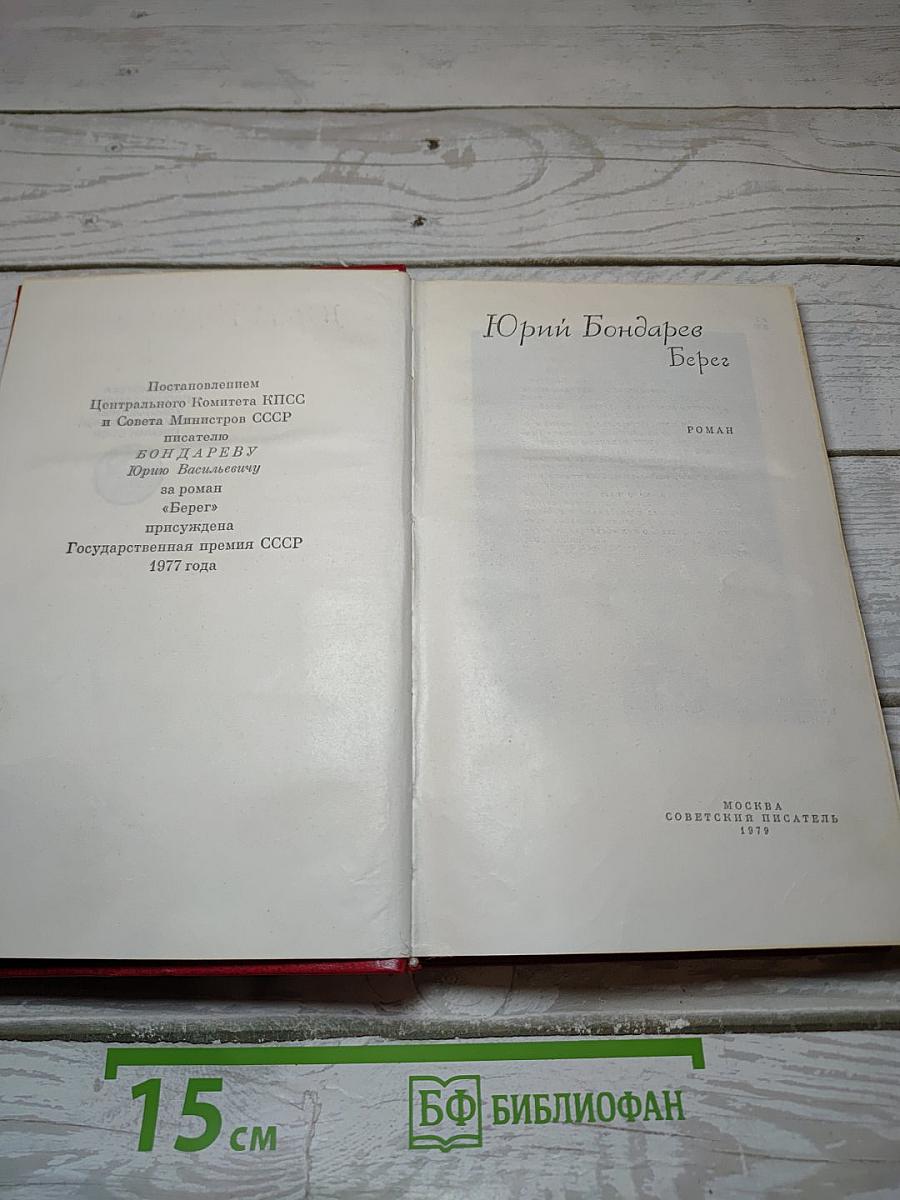 Постановлением
Центрального Комитета КПСС
и Совета Министров СССР
писателю
БОНДАРЕВУ
Юрию Васильевичу
за роман
«Берег»
присуждена
Государственная премия СССР
1977 года
Юрий Бондарев
Берег
РОМАН
МОСКВА
СОВЕТСКИЙ ПИСАТЕЛЬ
1979
15 см
БФ БИБЛИОФАН